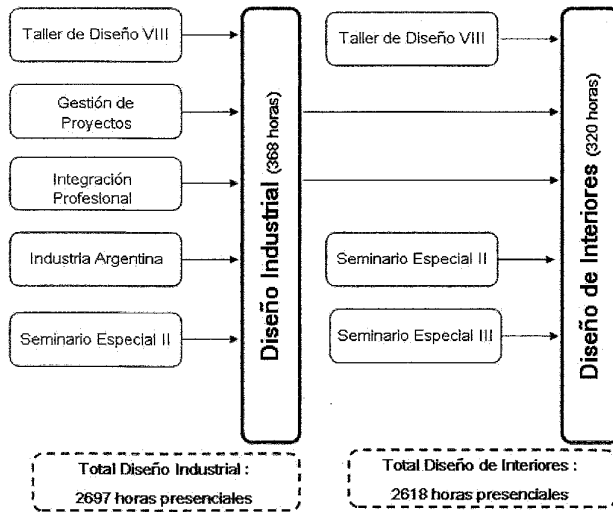 Taller de Diseño VIII
Gestión de
Proyectos
Integración
Profesional
Industria Argentina
Seminario Especial II
Diseño Industrial (368 horas)
Taller de Diseño VIII
Seminario Especial II
Seminario Especial III
Diseño de Interiores (320 horas)
Total Diseño Industrial :
2697 horas presenciales
Total Diseño de Interiores :
2618 horas presenciales